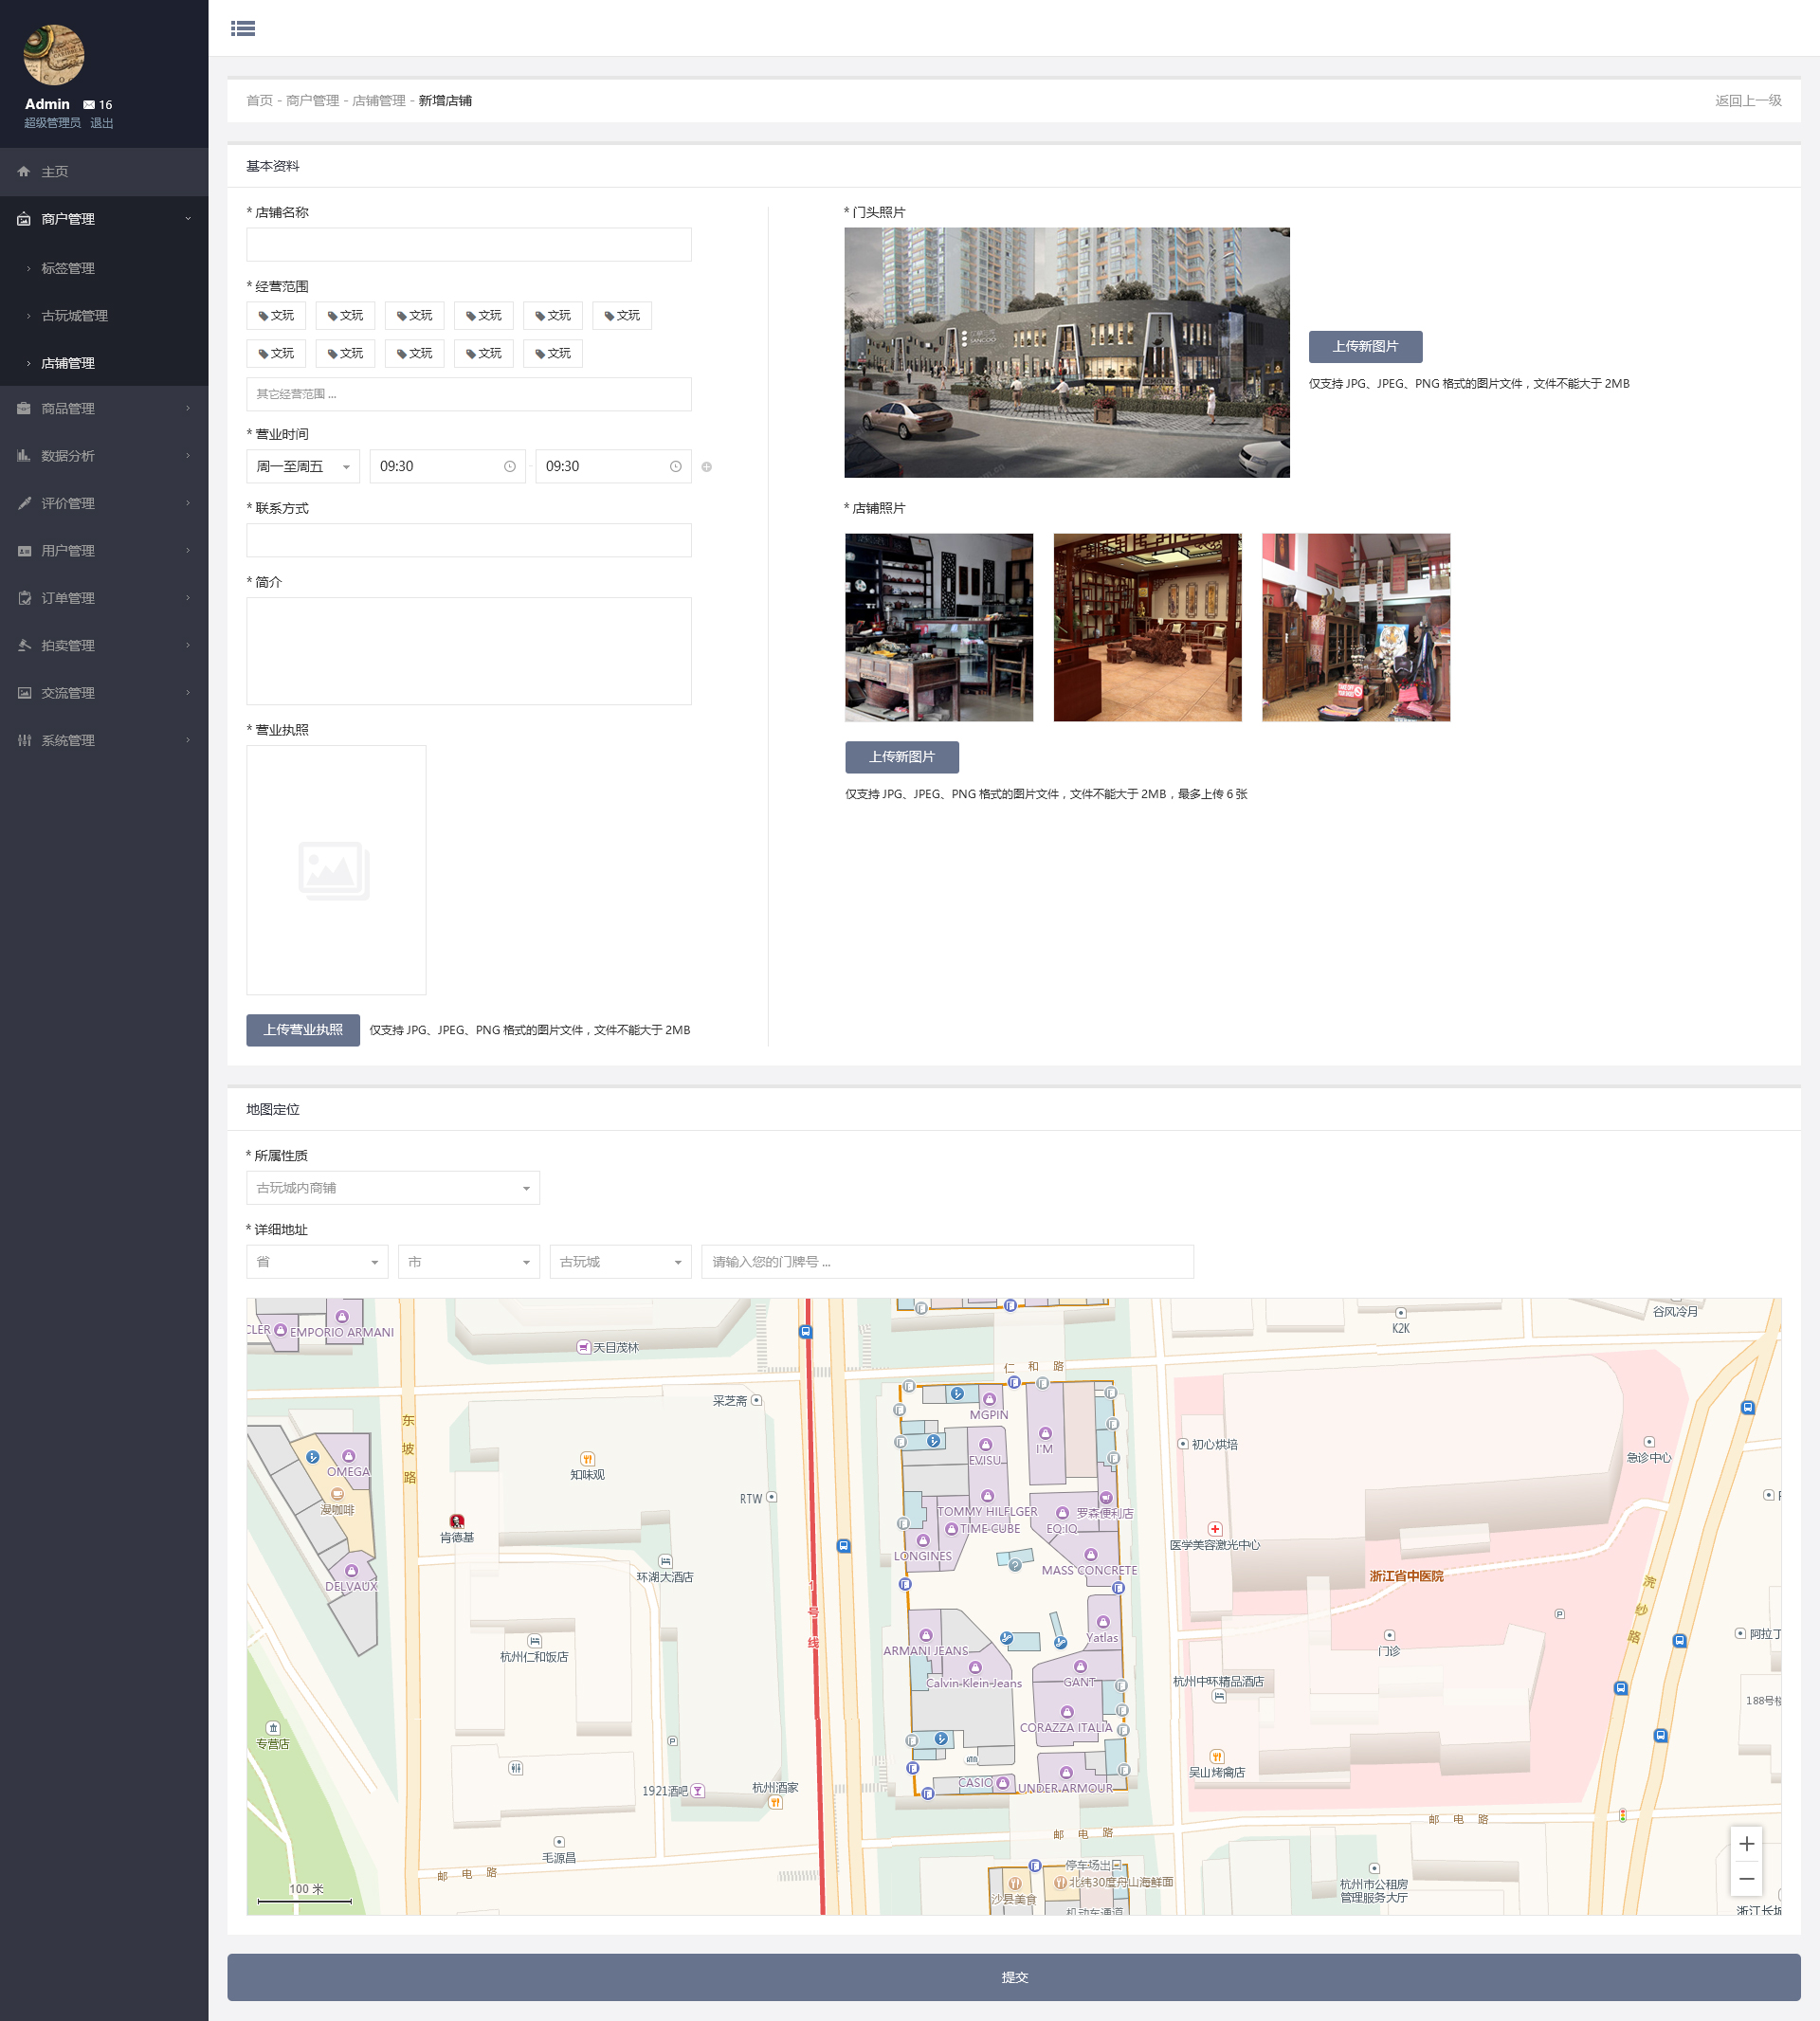 Admin 16
超级管理员 退出
主页
商户管理
标签管理
古玩城管理
店铺管理
商品管理
数据分析
评价管理
用户管理
订单管理
拍卖管理
交流管理
系统管理
首页 - 商户管理 - 店铺管理 - 新增店铺
返回上一级
基本资料
* 店铺名称
* 经营范围
文玩 文玩 文玩 文玩 文玩 文玩
文玩 文玩 文玩 文玩 文玩
其它经营范围 ...
* 营业时间
周一至周五 09:30 - 09:30
* 联系方式
* 简介
* 营业执照
上传营业执照 仅支持 JPG、JPEG、PNG 格式的图片文件，文件不能大于 2MB
* 门头照片
上传新图片
仅支持 JPG、JPEG、PNG 格式的图片文件，文件不能大于 2MB
* 店铺照片
上传新图片
仅支持 JPG、JPEG、PNG 格式的图片文件，文件不能大于 2MB，最多上传 6 张
地图定位
* 所属性质
古玩城内商铺
* 详细地址
省 市 古玩城 请输入您的门牌号 ...
谷风冷月
K2K
CLER EMPORIO ARMANI
天目茂林
仁 和 路
采芝斋
MGPIN
东坡路
I'M
初心烘培
急诊中心
EVISU
OMEGA
知味观
RTW
漫咖啡
TOMMY HILFLGER
罗森便利店
TIME-CUBE
EQ:IQ
肯德基
医学美容激光中心
LONGINES
MASS CONCRETE
环湖大酒店
浙江省中医院
DELVAUX
1号线
浣纱路
Yatlas
阿拉丁
ARMANI JEANS
门诊
杭州仁和饭店
Calvin-Klein-Jeans
GANT
杭州中环精品酒店
188号楼
CORAZZA ITALIA
专营店
吴山烤禽店
CASIO
UNDER ARMOUR
1921酒吧
杭州酒家
邮 电 路
邮 电 路
毛源昌
邮 电 路
停车场出口
北纬30度舟山海鲜面
沙县美食
杭州市公租房
管理服务大厅
100 米
机动车通道
浙江长城
提交